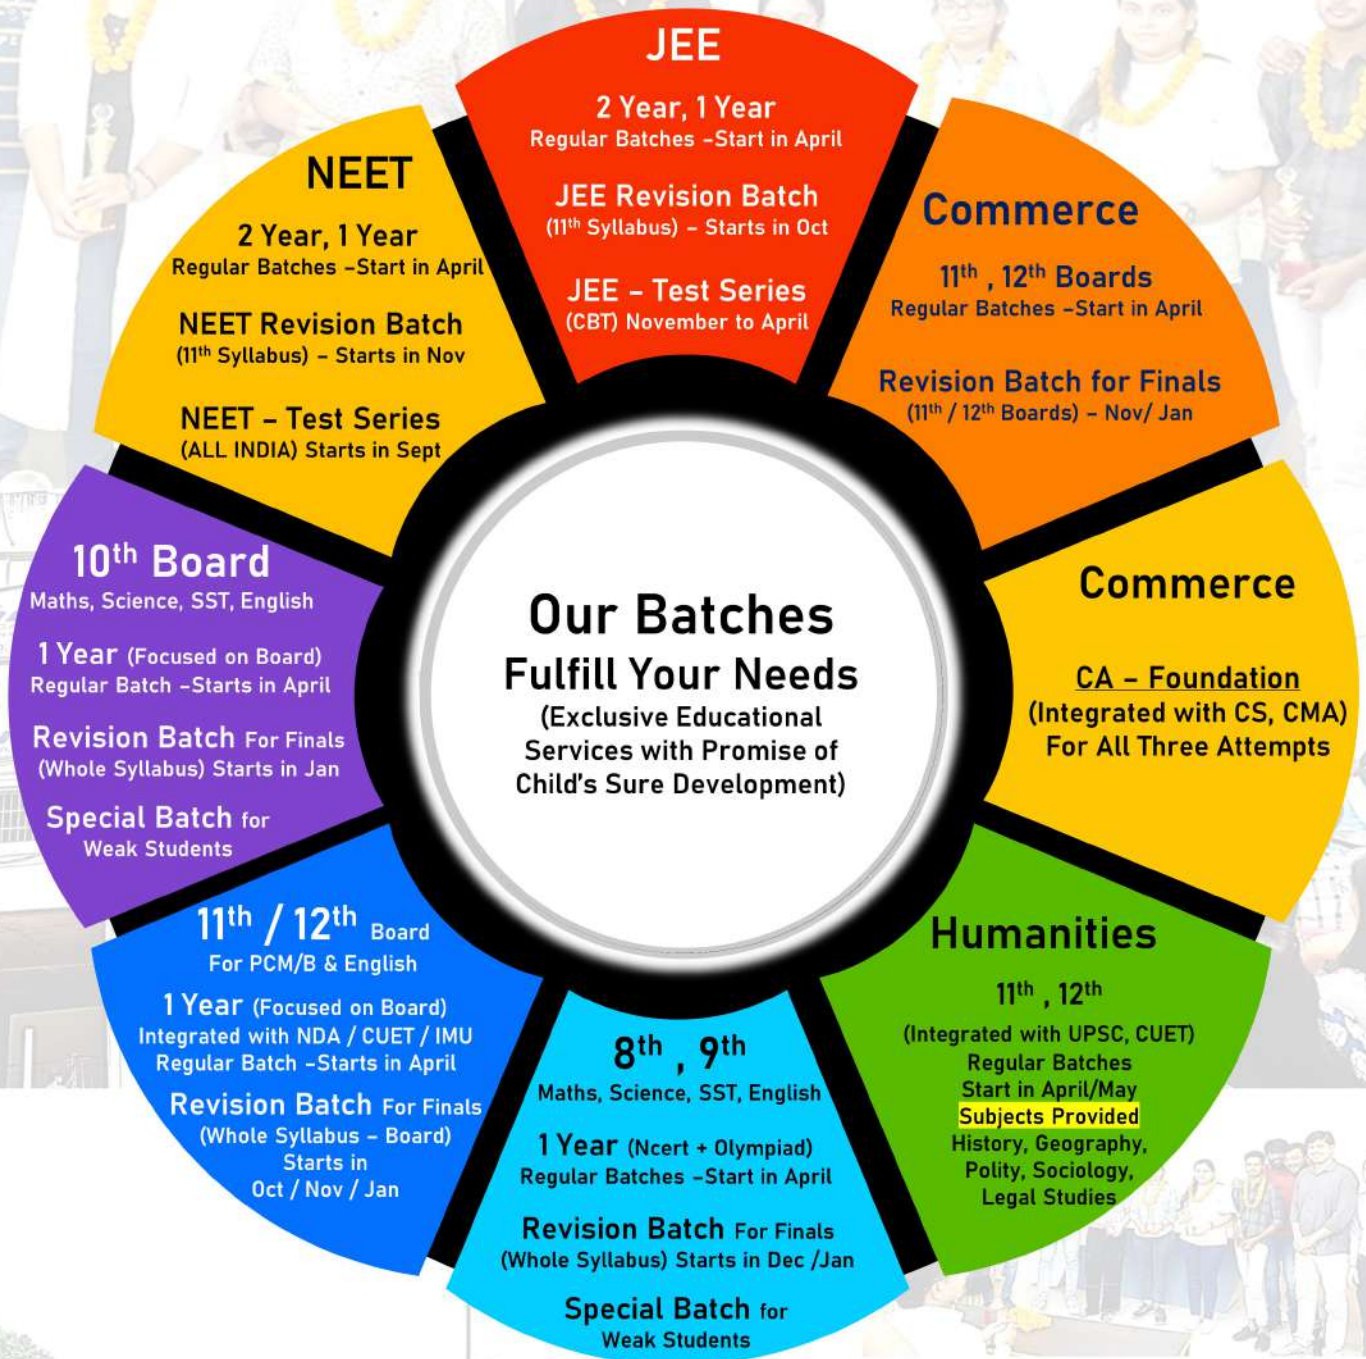 JEE
2 Year, 1 Year
Regular Batches –Start in April
JEE Revision Batch
(11th Syllabus) – Starts in Oct
JEE – Test Series
(CBT) November to April
Commerce
11th , 12th Boards
Regular Batches –Start in April
Revision Batch for Finals
(11th / 12th Boards) – Nov/ Jan
Commerce
CA – Foundation
(Integrated with CS, CMA)
For All Three Attempts
Humanities
11th , 12th
(Integrated with UPSC, CUET)
Regular Batches
Start in April/May
Subjects Provided
History, Geography,
Polity, Sociology,
Legal Studies
8th , 9th
Maths, Science, SST, English
1 Year (Ncert + Olympiad)
Regular Batches –Start in April
Revision Batch For Finals
(Whole Syllabus) Starts in Dec /Jan
Special Batch for
Weak Students
11th / 12th Board
For PCM/B & English
1 Year (Focused on Board)
Integrated with NDA / CUET / IMU
Regular Batch –Starts in April
Revision Batch For Finals
(Whole Syllabus – Board)
Starts in
Oct / Nov / Jan
10th Board
Maths, Science, SST, English
1 Year (Focused on Board)
Regular Batch –Starts in April
Revision Batch For Finals
(Whole Syllabus) Starts in Jan
Special Batch for
Weak Students
NEET
2 Year, 1 Year
Regular Batches –Start in April
NEET Revision Batch
(11th Syllabus) – Starts in Nov
NEET – Test Series
(ALL INDIA) Starts in Sept
Our Batches
Fulfill Your Needs
(Exclusive Educational
Services with Promise of
Child's Sure Development)